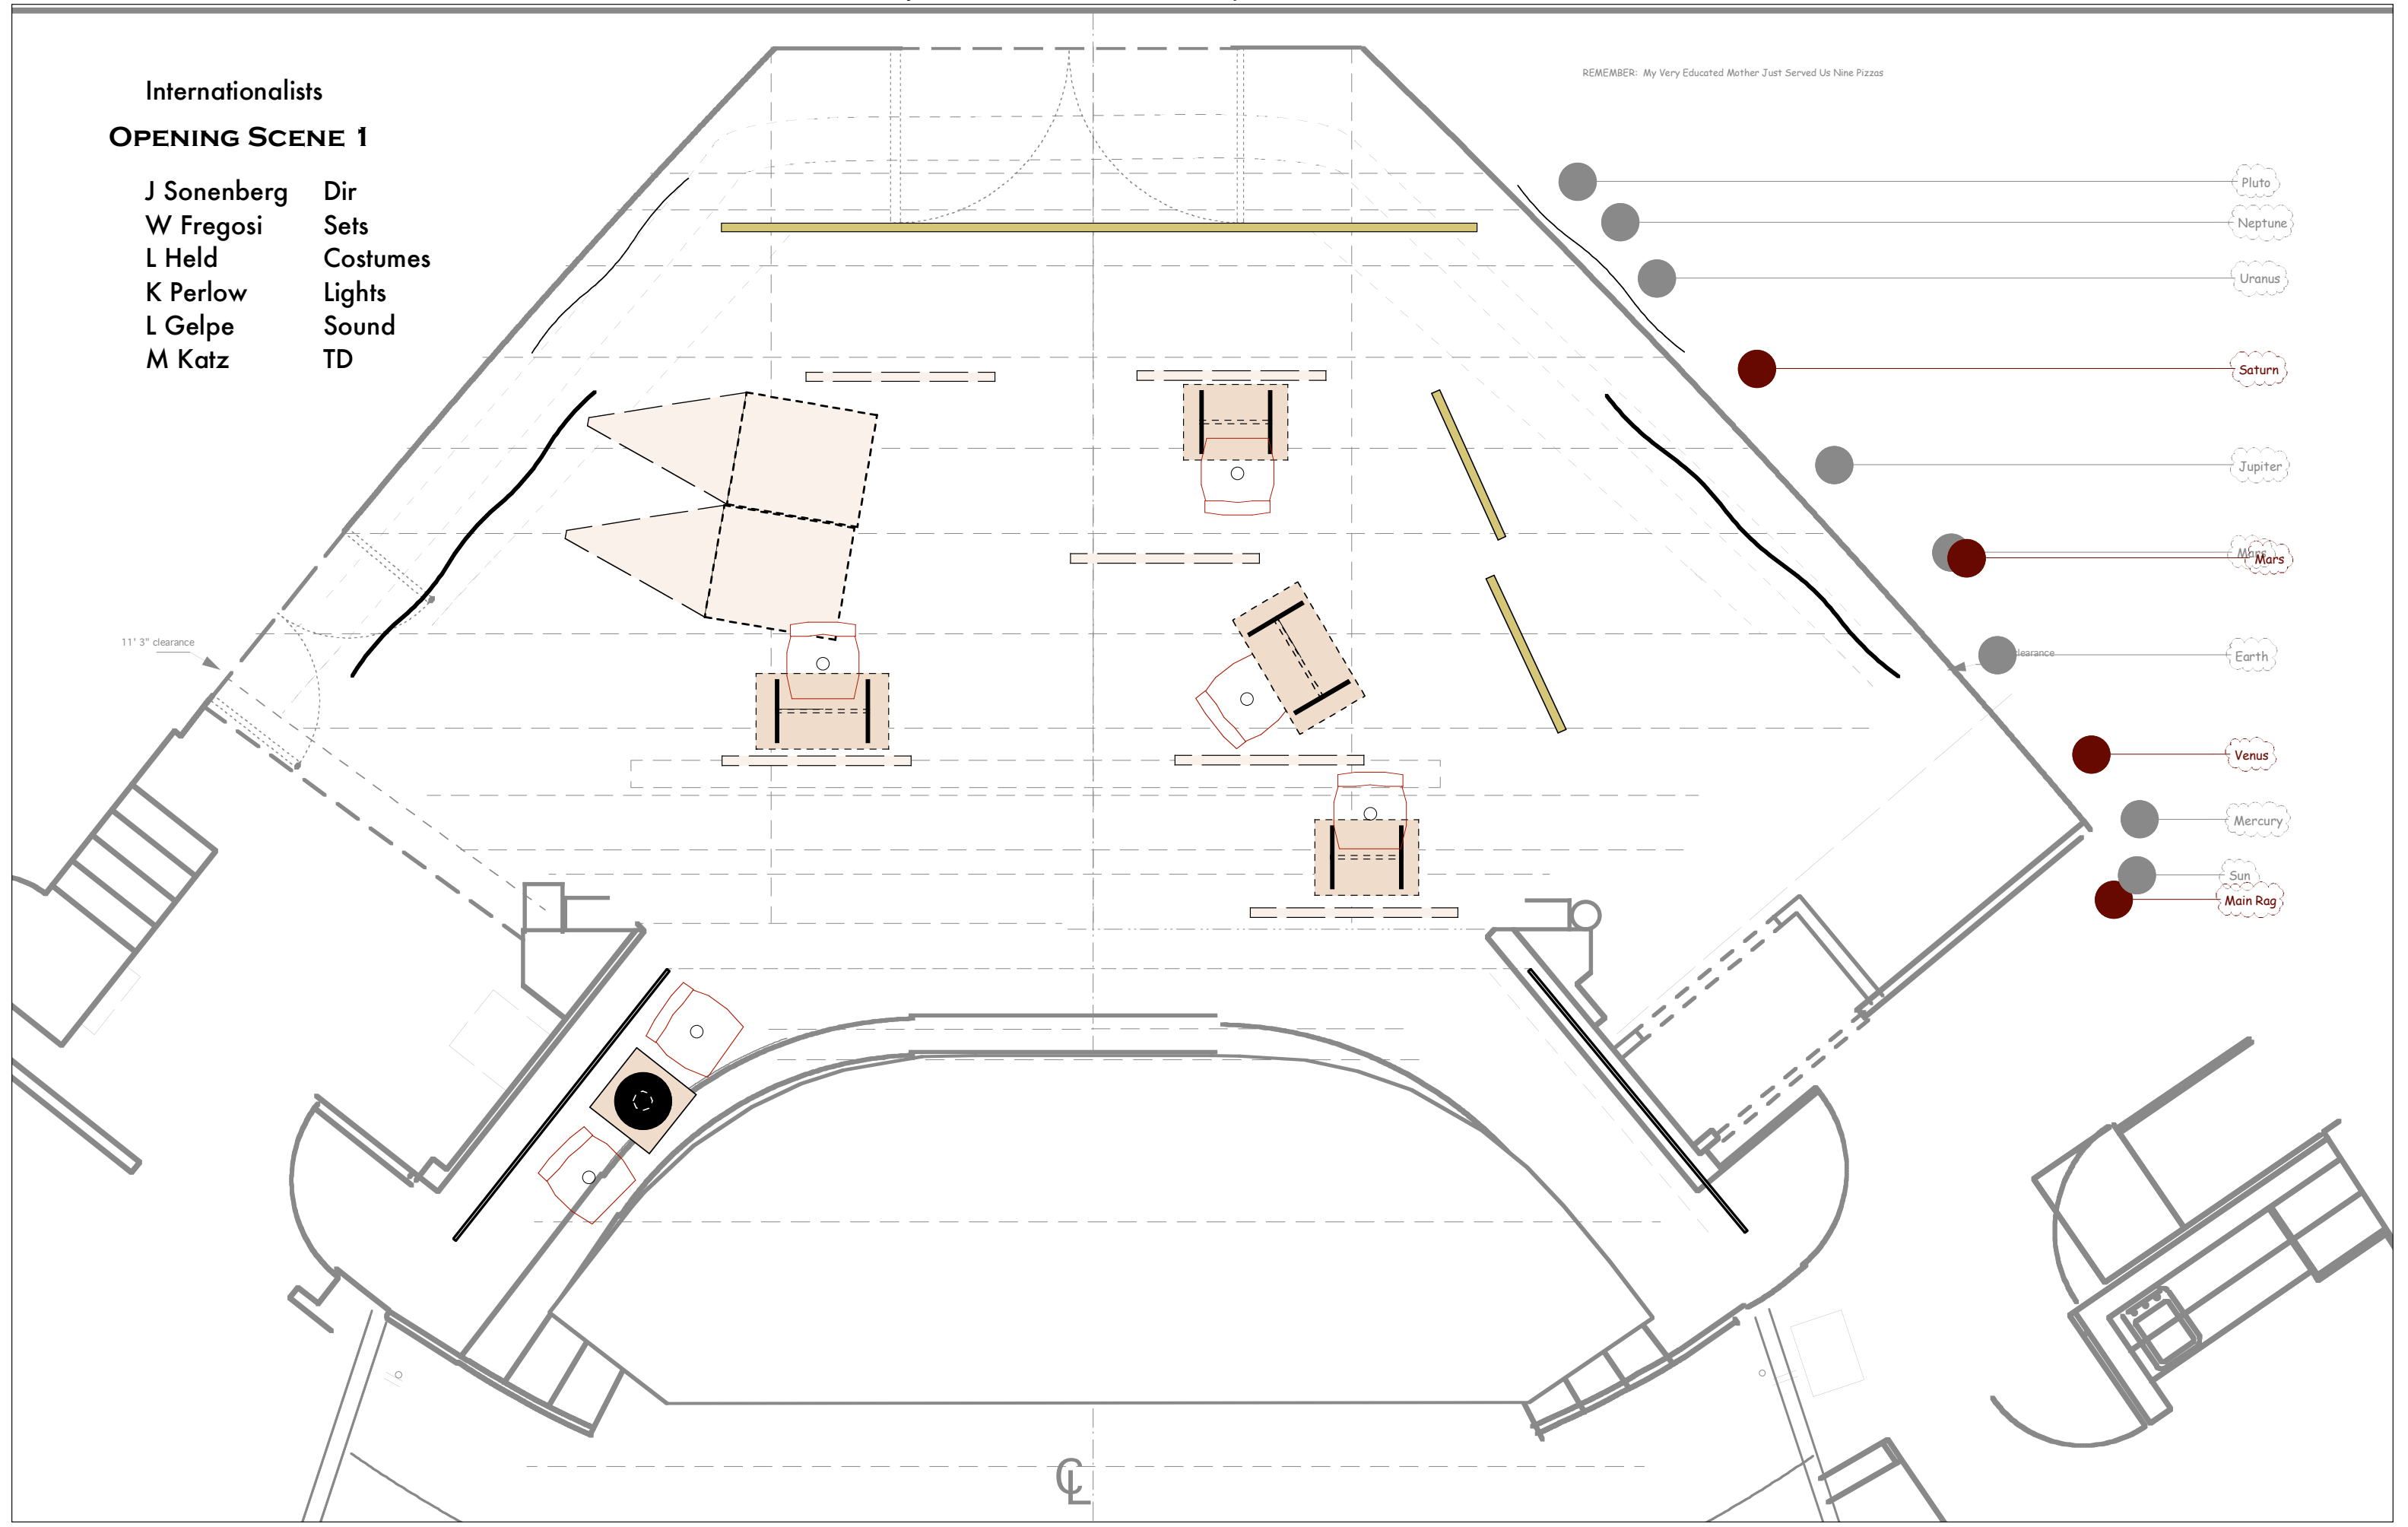 Internationalists
OPENING SCENE 1
J Sonenberg Dir
W Fregosi Sets
L Held Costumes
K Perlow Lights
L Gelpe Sound
M Katz TD
REMEMBER: My Very Educated Mother Just Served Us Nine Pizzas
Pluto
Neptune
Uranus
Saturn
Jupiter
Mars
Mars
11' 3" clearance
clearance
Earth
Venus
Mercury
Sun
Main Rag
CL